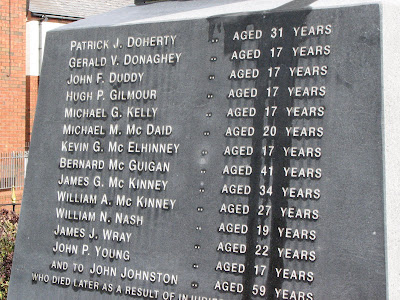 PATRICK J. DOHERTY .. AGED 31 YEARS
GERALD V. DONAGHEY .. AGED 17 YEARS
JOHN F. DUDDY .. AGED 17 YEARS
HUGH P. GILMOUR .. AGED 17 YEARS
MICHAEL G. KELLY .. AGED 17 YEARS
MICHAEL M. MC DAID .. AGED 20 YEARS
KEVIN G. MC ELHINNEY .. AGED 17 YEARS
BERNARD MC GUIGAN .. AGED 41 YEARS
JAMES G. MC KINNEY .. AGED 34 YEARS
WILLIAM A. MC KINNEY .. AGED 27 YEARS
WILLIAM N. NASH .. AGED 19 YEARS
JAMES J. WRAY .. AGED 22 YEARS
JOHN P. YOUNG .. AGED 17 YEARS
AND TO JOHN JOHNSTON .. AGED 59 YEARS
WHO DIED LATER AS A RESULT OF